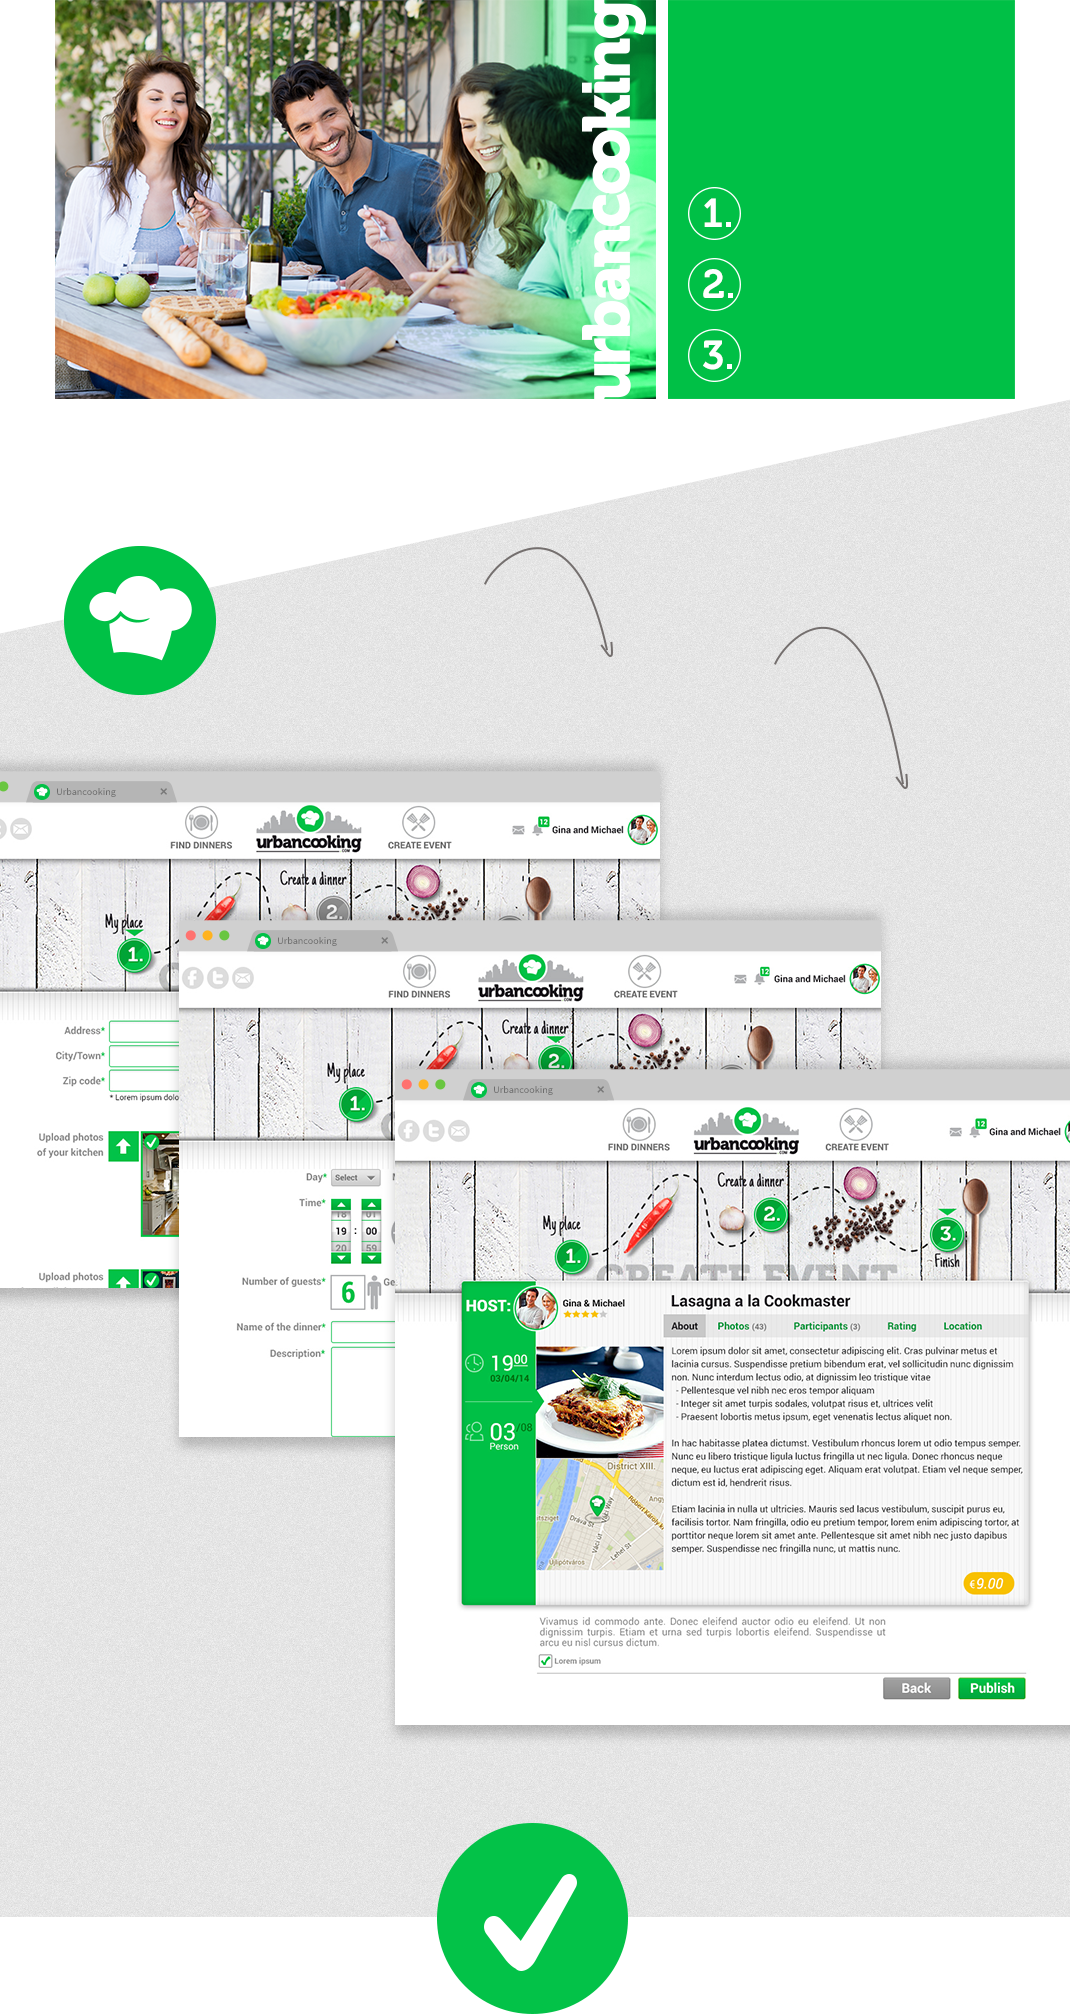 urbancooking
1.
2.
3.
Urbancooking
FIND DINNERS
urbancooking
.COM
CREATE EVENT
12
Gina and Michael
My place
1.
Create a dinner
2.
Address*
City/Town*
Zip code*
* Lorem ipsum dolo
Upload photos
of your kitchen
Upload photos
Urbancooking
FIND DINNERS
urbancooking
.COM
CREATE EVENT
12
Gina and Michael
My place
1.
Create a dinner
2.
Day*
Select
Time*
18 01
19 : 00
20 59
Number of guests*
6
Ge
Name of the dinner*
Description*
Urbancooking
FIND DINNERS
urbancooking
.COM
CREATE EVENT
12
Gina and Michael
My place
1.
Create a dinner
2.
3.
Finish
CREATE EVENT
HOST:
Gina & Michael
Lasagna a la Cookmaster
About
Photos (43)
Participants (3)
Rating
Location
19:00
03/04/14
03/08
Person
District XIII.
Angy
Róbert Károly k
Váci Way
Dráva St
Váci ut
Lehel St
Újlipótváros
Lorem ipsum dolor sit amet, consectetur adipiscing elit. Cras pulvinar metus et
lacinia cursus. Suspendisse pretium bibendum erat, vel sollicitudin nunc dignissim
non. Nunc interdum lectus odio, at dignissim leo tristique vitae
- Pellentesque vel nibh nec eros tempor aliquam
- Integer sit amet turpis sodales, volutpat risus et, ultrices velit
- Praesent lobortis metus ipsum, eget venenatis lectus aliquet non.
In hac habitasse platea dictumst. Vestibulum rhoncus lorem ut odio tempus semper.
Nunc eu libero tristique ligula luctus fringilla ut nec ligula. Donec rhoncus neque
neque, eu luctus erat adipiscing eget. Aliquam erat volutpat. Etiam vel neque semper,
dictum est id, hendrerit risus.
Etiam lacinia in nulla ut ultricies. Mauris sed lacus vestibulum, suscipit purus eu,
facilisis tortor. Nam fringilla, odio eu pretium tempor, lorem enim adipiscing tortor, at
porttitor neque lorem sit amet ante. Pellentesque sit amet nibh nec justo dapibus
semper. Suspendisse nec fringilla nunc, ut mattis nunc.
€9.00
Vivamus id commodo ante. Donec eleifend auctor odio eu eleifend. Ut non
dignissim turpis. Etiam et urna sed turpis lobortis eleifend. Suspendisse ut
arcu eu nisl cursus dictum.
Lorem ipsum
Back
Publish